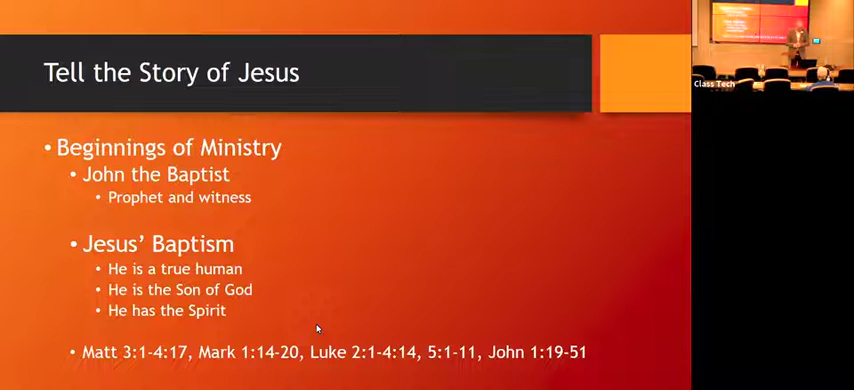 Tell the Story of Jesus
• Beginnings of Ministry
• John the Baptist
• Prophet and witness
• Jesus’ Baptism
• He is a true human
• He is the Son of God
• He has the Spirit
• Matt 3:1-4:17, Mark 1:14-20, Luke 2:1-4:14, 5:1-11, John 1:19-51
Class Tech